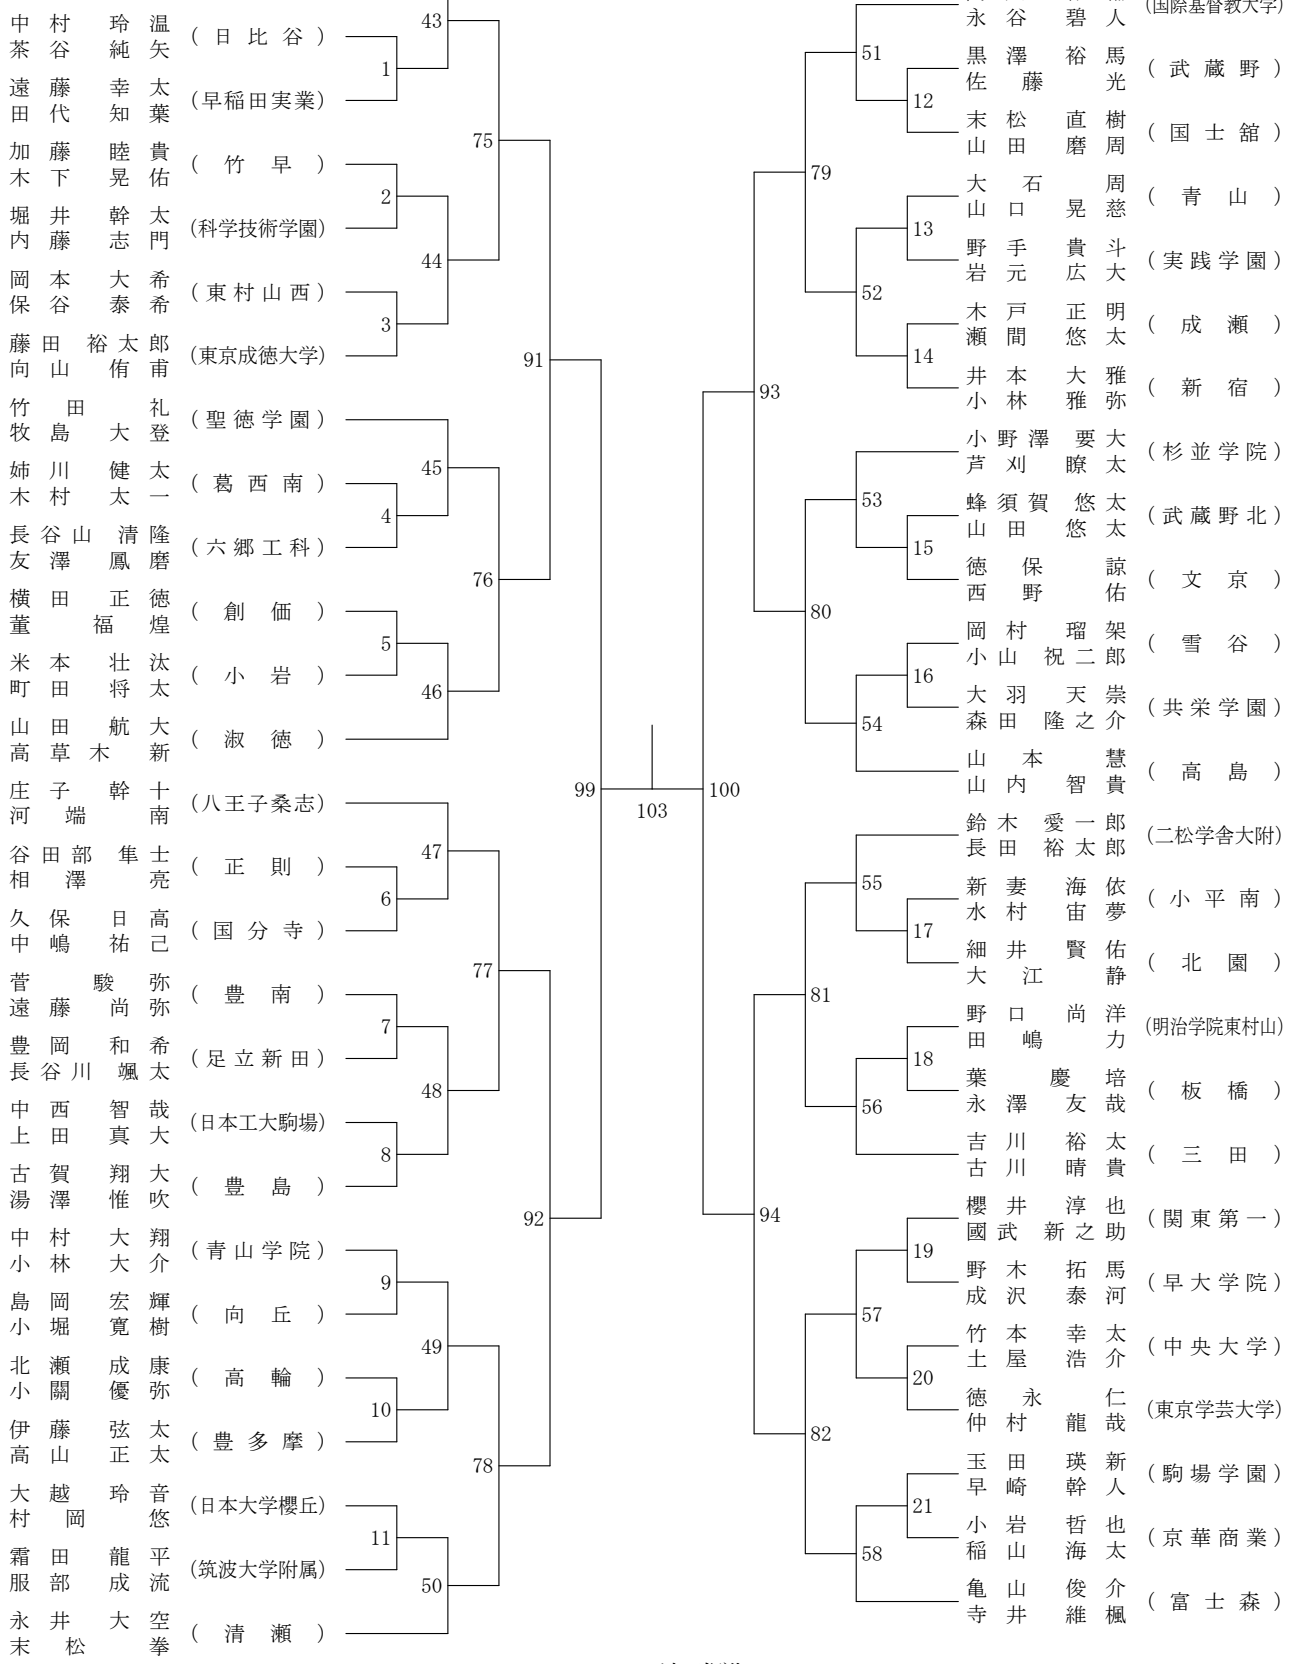 中村 玲温
茶谷 純矢
(日比谷)
遠藤 幸太
田代 知葉
(早稲田実業)
加藤 睦貴
木下 晃佑
(竹早)
堀井 幹太
内藤 志門
(科学技術学園)
岡本 大希
保谷 泰希
(東村山西)
藤田 裕太郎
向山 侑甫
(東京成徳大学)
竹田 礼
牧島 大登
(聖徳学園)
姉川 健太
木村 太一
(葛西南)
長谷山 清隆
友澤 鳳磨
(六郷工科)
横田 正徳
董 福煌
(創価)
米本 壮汰
町田 将太
(小岩)
山田 航大
高草木 新
(淑徳)
庄子 幹十
河端 南
(八王子桑志)
谷田部 隼士
相澤 亮
(正則)
久保 日高
中嶋 祐己
(国分寺)
菅 駿弥
遠藤 尚弥
(豊南)
豊岡 和希
長谷川 颯太
(足立新田)
中西 智哉
上田 真大
(日本工大駒場)
古賀 翔大
湯澤 惟吹
(豊島)
中村 大翔
小林 大介
(青山学院)
島岡 宏輝
小堀 寛樹
(向丘)
北瀬 成康
小關 優弥
(高輪)
伊藤 弦太
高山 正太
(豊多摩)
大越 玲音
村岡 悠
(日本大学櫻丘)
霜田 龍平
服部 成流
(筑波大学附属)
永井 大空
末松 拳
(清瀬)
1
2
3
4
5
6
7
8
9
10
11
43
44
45
46
47
48
49
50
75
76
77
78
91
92
99
103
100
93
94
79
80
81
82
51
52
53
54
55
56
57
58
12
13
14
15
16
17
18
19
20
21
永谷 碧人
(国際基督教大学)
黒澤 裕馬
佐藤 光
(武蔵野)
末松 直樹
山田 磨周
(国士舘)
大石 周
山口 晃慈
(青山)
野手 貴斗
岩元 広大
(実践学園)
木戸 正明
瀬間 悠太
(成瀬)
井本 大雅
小林 雅弥
(新宿)
小野澤 要大
芦刈 瞭太
(杉並学院)
蜂須賀 悠太
山田 悠太
(武蔵野北)
徳保 諒
西野 佑
(文京)
岡村 瑠架
小山 祝二郎
(雪谷)
大羽 天崇
森田 隆之介
(共栄学園)
山本 慧
山内 智貴
(高島)
鈴木 愛一郎
長田 裕太郎
(二松学舎大附)
新妻 海依
水村 宙夢
(小平南)
細井 賢佑
大江 静
(北園)
野口 尚洋
田嶋 力
(明治学院東村山)
葉 慶培
永澤 友哉
(板橋)
吉川 裕太
古川 晴貴
(三田)
櫻井 淳也
國武 新之助
(関東第一)
野木 拓馬
成沢 泰河
(早大学院)
竹本 幸太
土屋 浩介
(中央大学)
徳永 仁
仲村 龍哉
(東京学芸大学)
玉田 瑛新
早崎 幹人
(駒場学園)
小岩 哲也
稲山 海太
(京華商業)
亀山 俊介
寺井 維楓
(富士森)